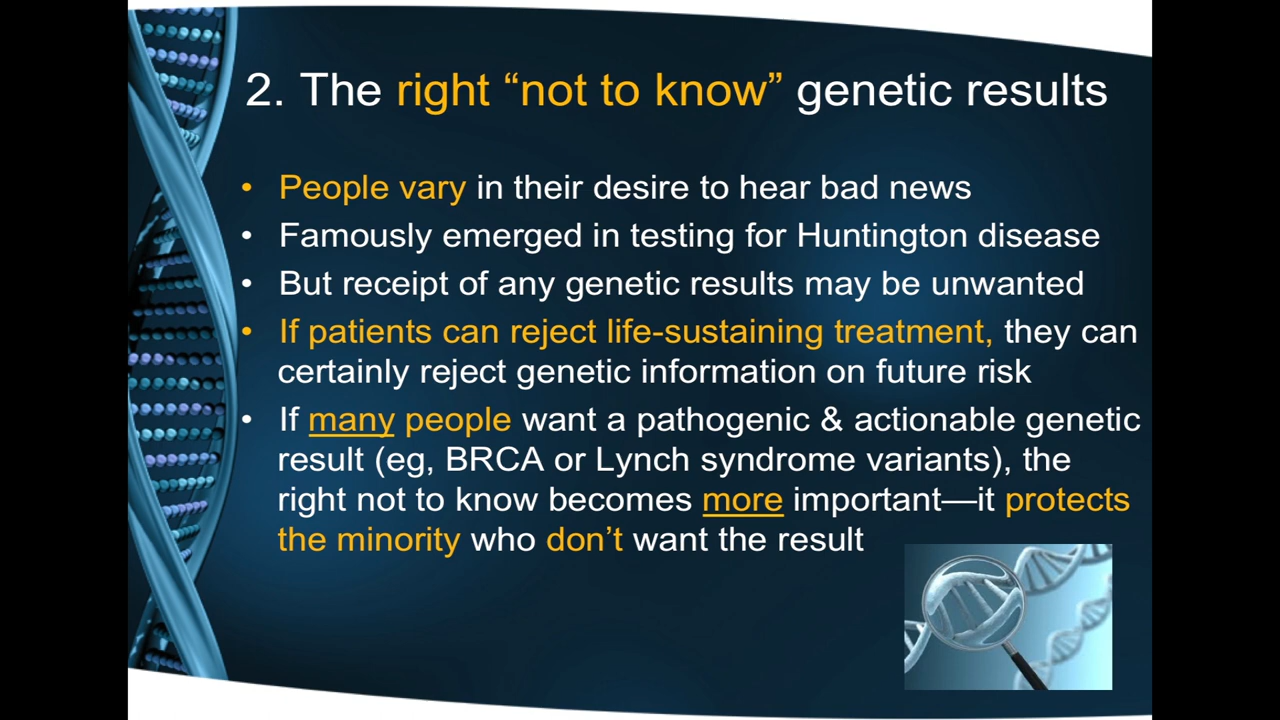 2. The right “not to know” genetic results
• People vary in their desire to hear bad news
• Famously emerged in testing for Huntington disease
• But receipt of any genetic results may be unwanted
• If patients can reject life-sustaining treatment, they can
certainly reject genetic information on future risk
• If many people want a pathogenic & actionable genetic
result (eg, BRCA or Lynch syndrome variants), the
right not to know becomes more important—it protects
the minority who don’t want the result